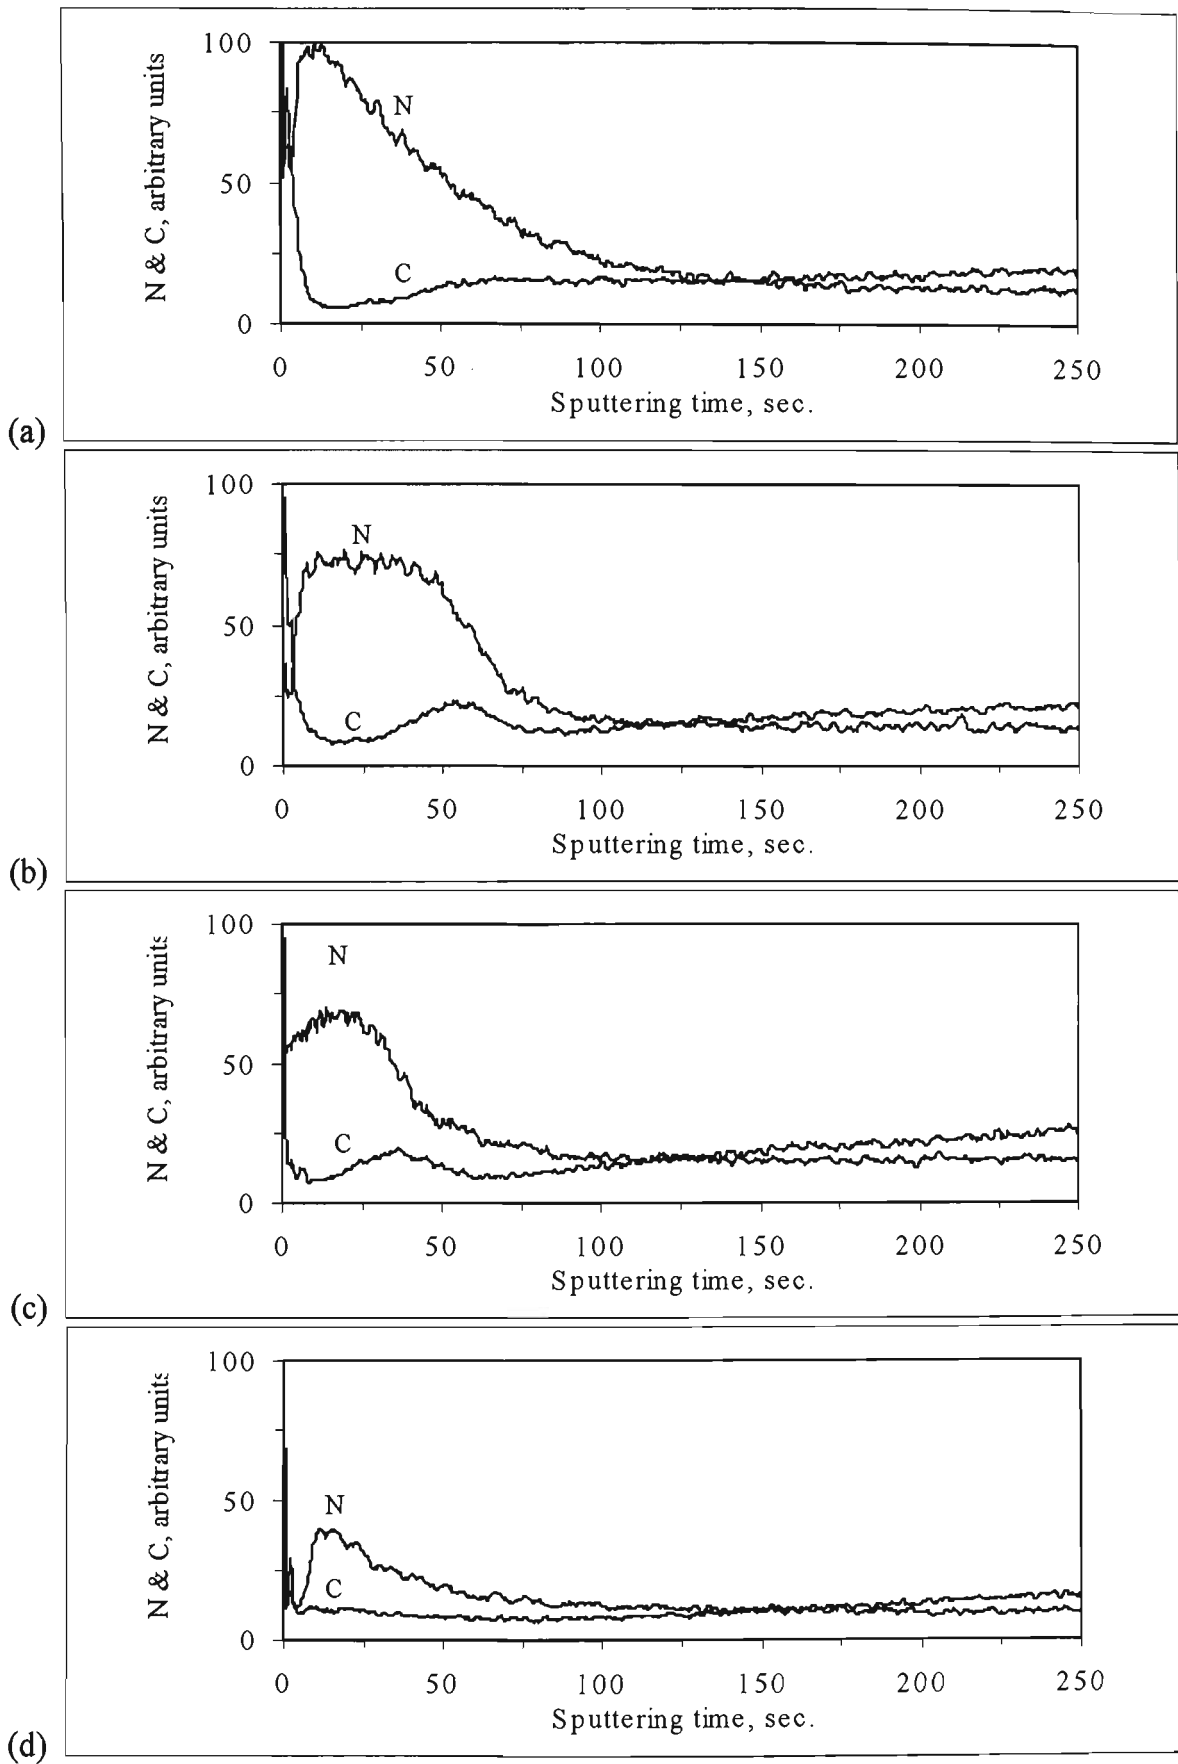 100
N & C, arbitrary units
N
50
C
0
0 50 100 150 200 250
Sputtering time, sec.
(a)
100
N & C, arbitrary units
N
50
C
0
0 50 100 150 200 250
Sputtering time, sec.
(b)
100
N & C, arbitrary units
N
50
C
0
0 50 100 150 200 250
Sputtering time, sec.
(c)
100
N & C, arbitrary units
50
N
C
0
0 50 100 150 200 250
Sputtering time, sec.
(d)